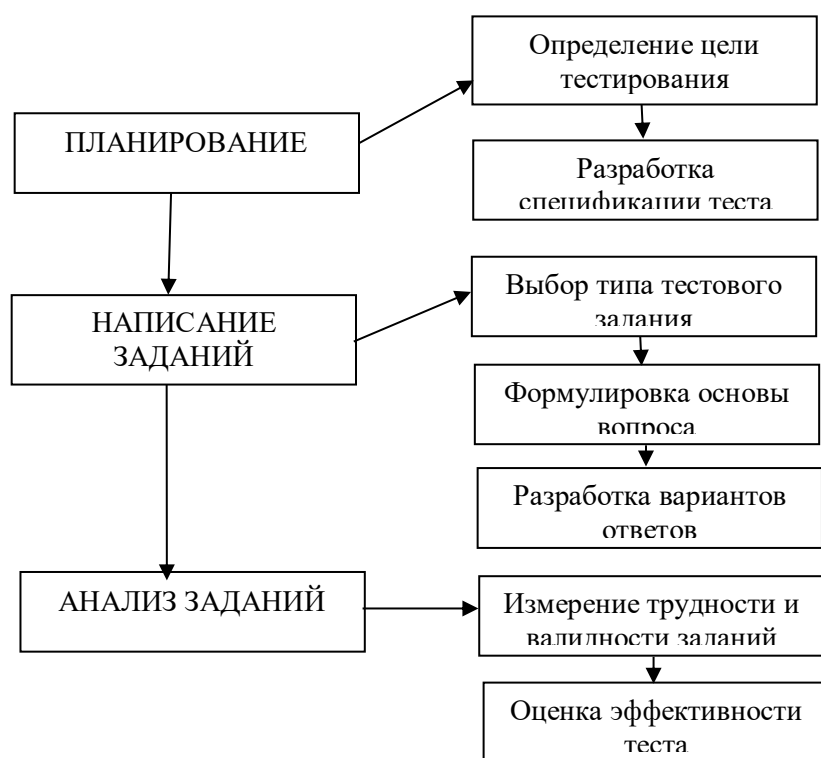 Определение цели
тестирования
ПЛАНИРОВАНИЕ
Разработка
спецификации теста
Выбор типа тестового
задания
НАПИСАНИЕ
ЗАДАНИЙ
Формулировка основы
вопроса
Разработка вариантов
ответов
АНАЛИЗ ЗАДАНИЙ
Измерение трудности и
валидности заданий
Оценка эффективности
теста